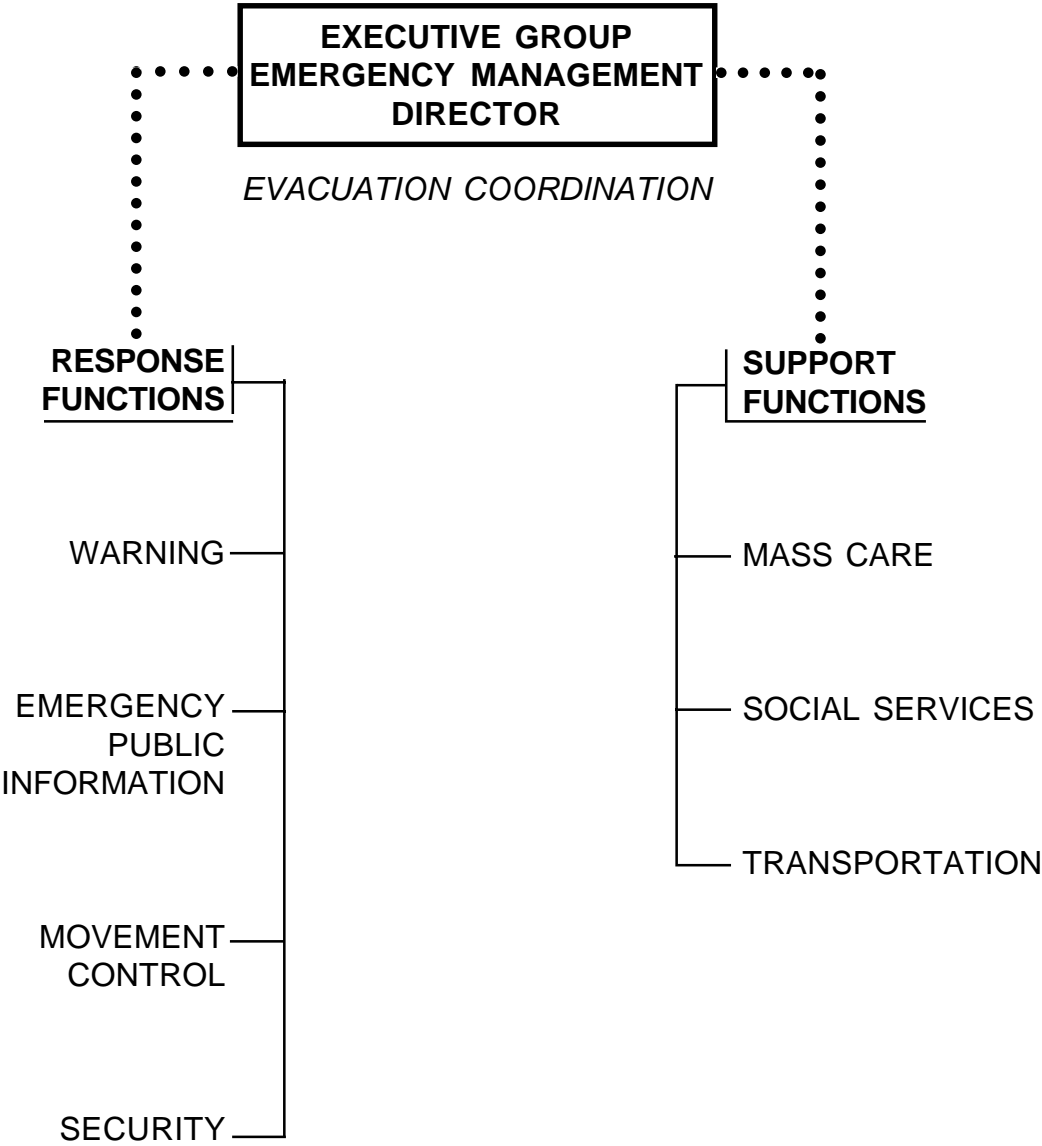 EXECUTIVE GROUP
EMERGENCY MANAGEMENT
DIRECTOR
EVACUATION COORDINATION
RESPONSE
FUNCTIONS
WARNING
EMERGENCY
PUBLIC
INFORMATION
MOVEMENT
CONTROL
SECURITY
SUPPORT
FUNCTIONS
MASS CARE
SOCIAL SERVICES
TRANSPORTATION